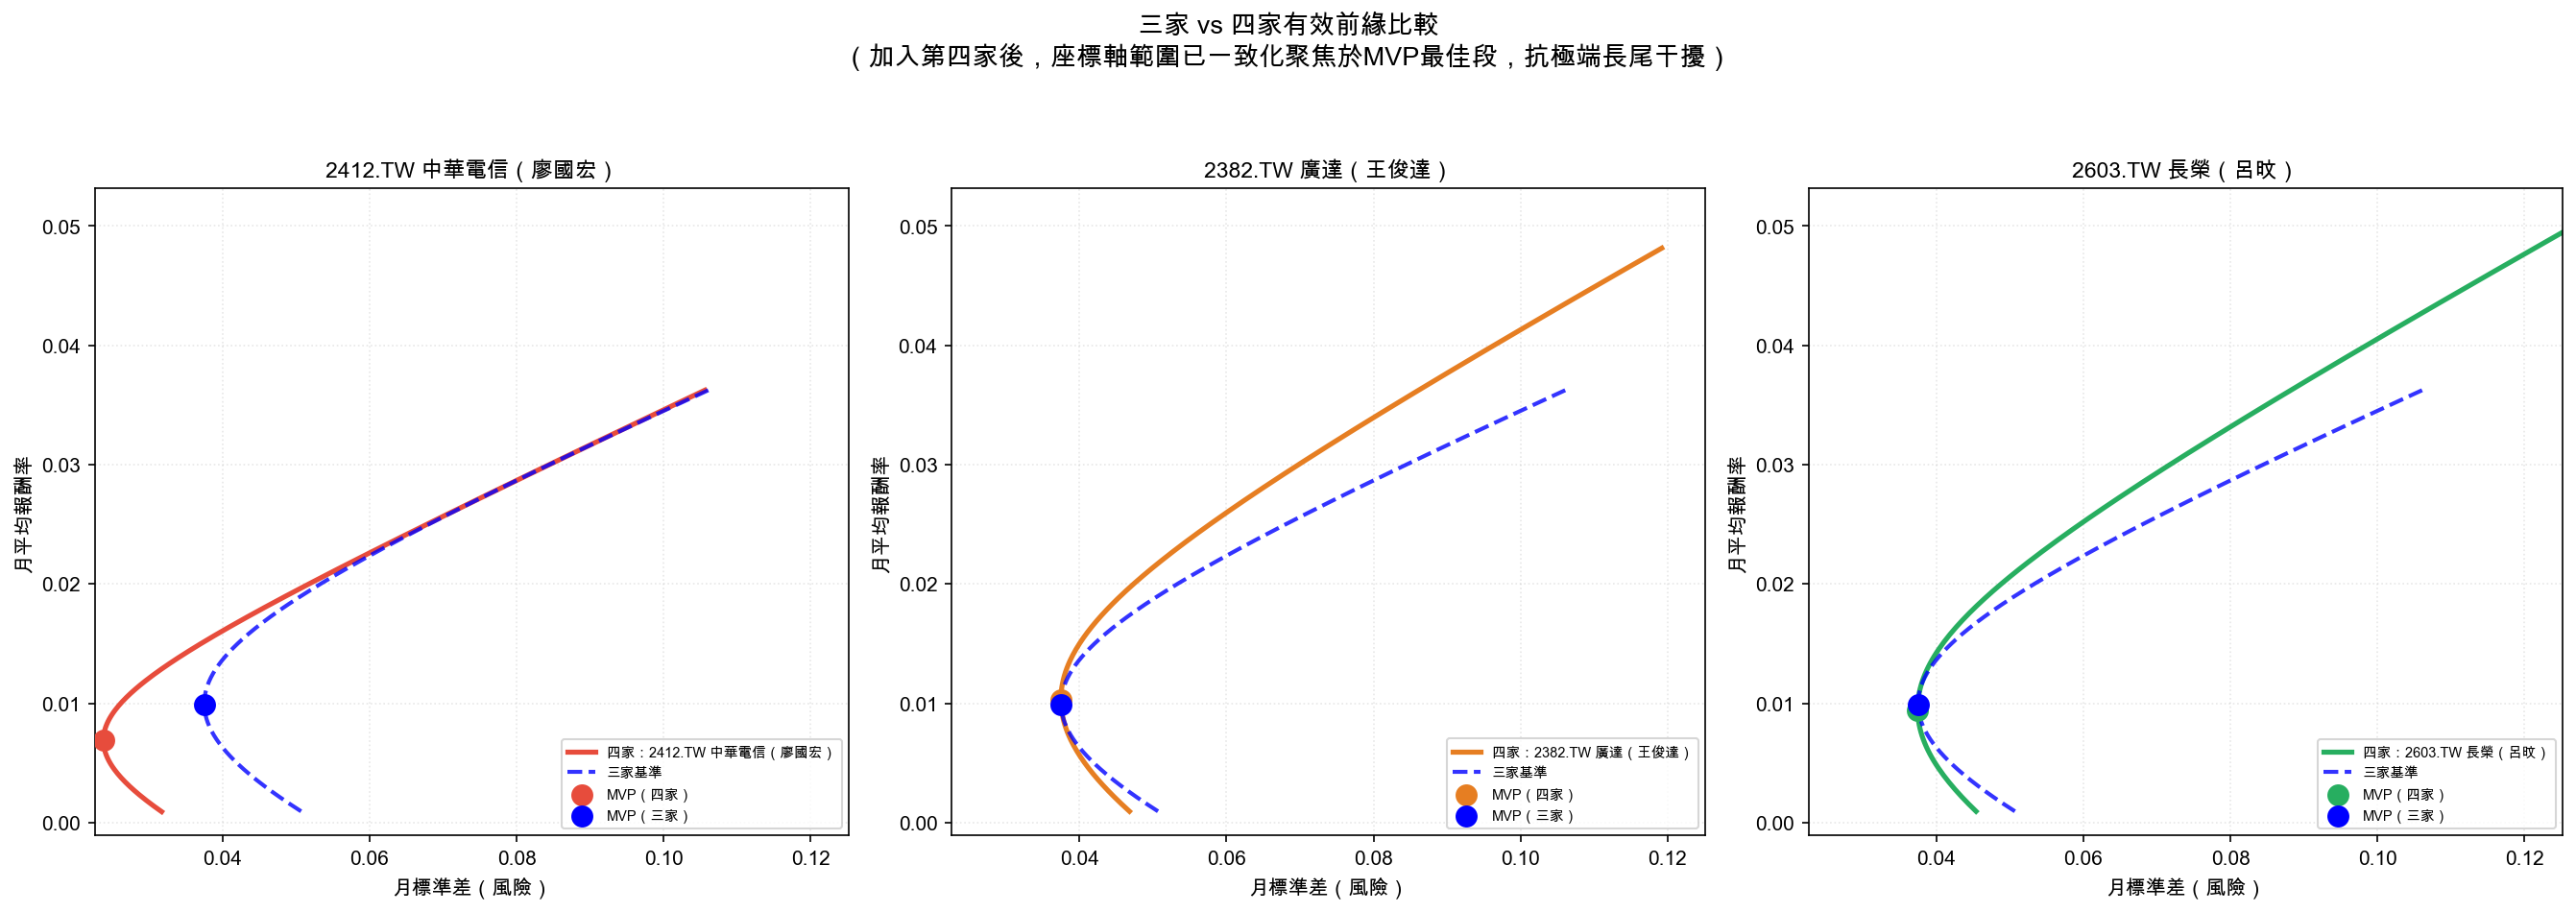 三家 vs 四家有效前緣比較
（加入第四家後，座標軸範圍已一致化聚焦於MVP最佳段，抗極端長尾干擾）
2412.TW 中華電信（廖國宏）
0.05
0.04
0.03
0.02
0.01
0.00
月平均報酬率
四家：2412.TW 中華電信（廖國宏）
三家基準
MVP（四家）
MVP（三家）
0.04 0.06 0.08 0.10 0.12
月標準差（風險）
2382.TW 廣達（王俊達）
0.05
0.04
0.03
0.02
0.01
0.00
月平均報酬率
四家：2382.TW 廣達（王俊達）
三家基準
MVP（四家）
MVP（三家）
0.04 0.06 0.08 0.10 0.12
月標準差（風險）
2603.TW 長榮（呂旼）
0.05
0.04
0.03
0.02
0.01
0.00
月平均報酬率
四家：2603.TW 長榮（呂旼）
三家基準
MVP（四家）
MVP（三家）
0.04 0.06 0.08 0.10 0.12
月標準差（風險）